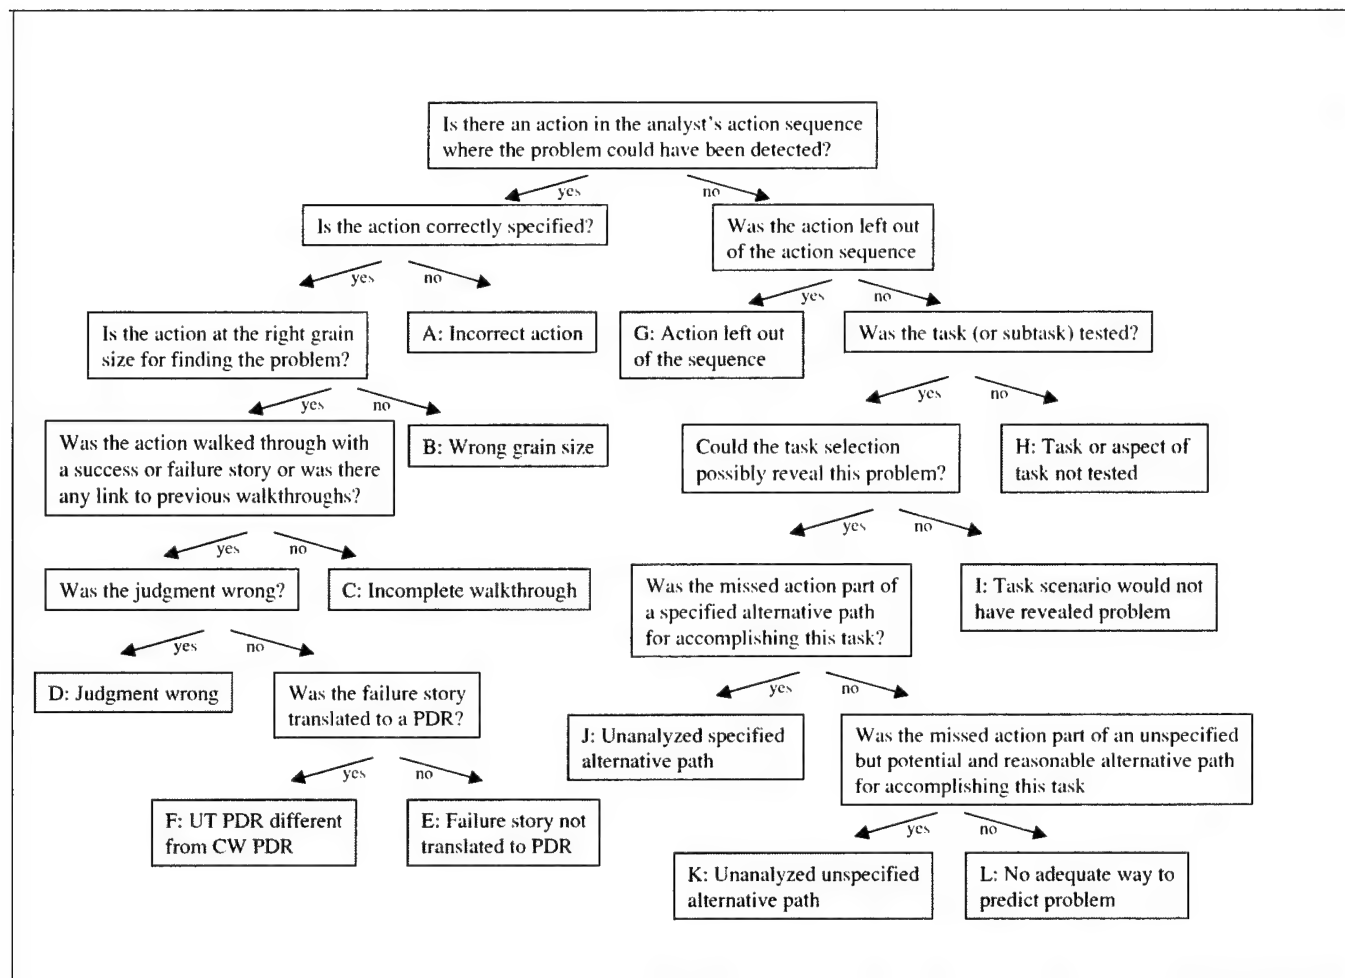 Is there an action in the analyst's action sequence
where the problem could have been detected?
yes
no
Is the action correctly specified?
Was the action left out
of the action sequence
yes
no
yes
no
Is the action at the right grain
size for finding the problem?
A: Incorrect action
G: Action left out
of the sequence
Was the task (or subtask) tested?
yes
no
yes
no
Was the action walked through with
a success or failure story or was there
any link to previous walkthroughs?
B: Wrong grain size
Could the task selection
possibly reveal this problem?
H: Task or aspect of
task not tested
yes
no
yes
no
Was the judgment wrong?
C: Incomplete walkthrough
Was the missed action part of
a specified alternative path
for accomplishing this task?
I: Task scenario would not
have revealed problem
yes
no
yes
no
D: Judgment wrong
Was the failure story
translated to a PDR?
J: Unanalyzed specified
alternative path
Was the missed action part of an unspecified
but potential and reasonable alternative path
for accomplishing this task
yes
no
yes
no
F: UT PDR different
from CW PDR
E: Failure story not
translated to PDR
K: Unanalyzed unspecified
alternative path
L: No adequate way to
predict problem